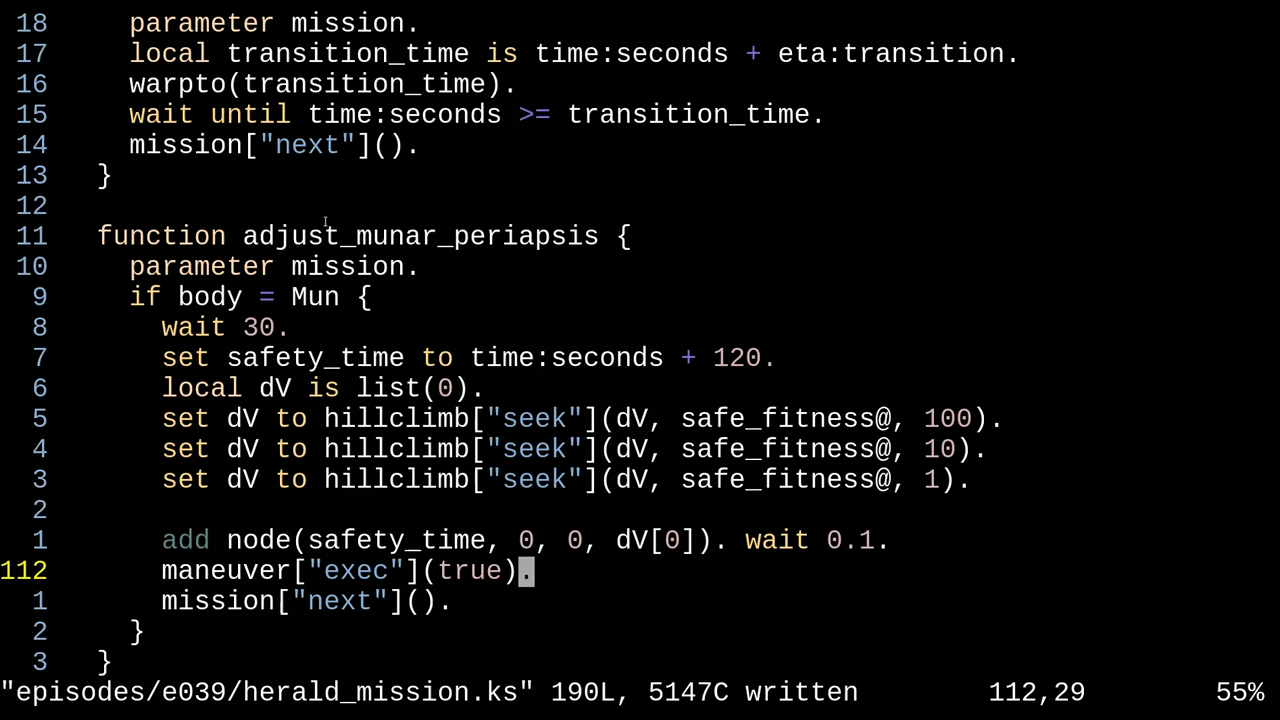 18     parameter mission.
17     local transition_time is time:seconds + eta:transition.
16     warpto(transition_time).
15     wait until time:seconds >= transition_time.
14     mission["next"]().
13   }
12
11   function adjust_munar_periapsis {
10     parameter mission.
 9     if body = Mun {
 8       wait 30.
 7       set safety_time to time:seconds + 120.
 6       local dV is list(0).
 5       set dV to hillclimb["seek"](dV, safe_fitness@, 100).
 4       set dV to hillclimb["seek"](dV, safe_fitness@, 10).
 3       set dV to hillclimb["seek"](dV, safe_fitness@, 1).
 2
 1       add node(safety_time, 0, 0, dV[0]). wait 0.1.
112      maneuver["exec"](true).
 1       mission["next"]().
 2     }
 3   }
"episodes/e039/herald_mission.ks" 190L, 5147C written        112,29        55%